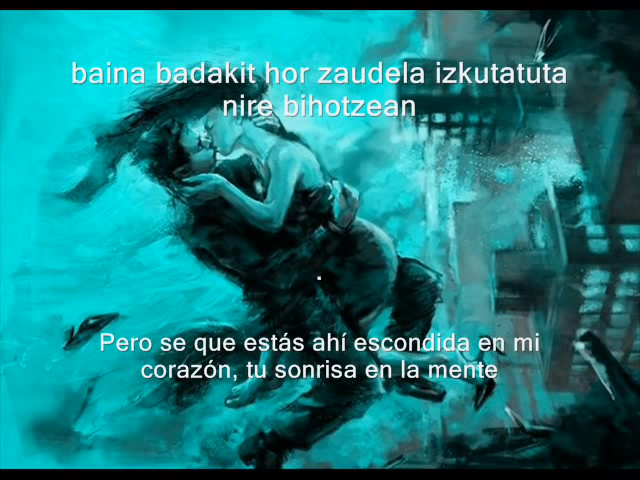 baina badakit hor zaudela izkutatuta
nire bihotzean
.
Pero se que estás ahí escondida en mi
corazón, tu sonrisa en la mente